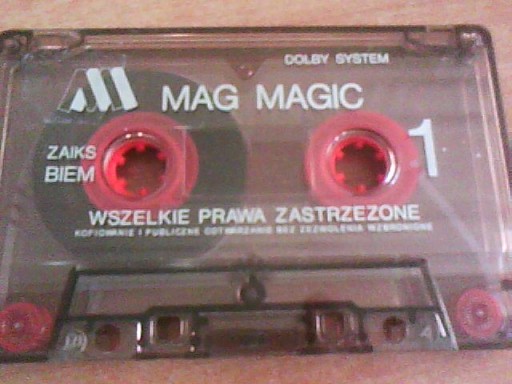 DOLBY SYSTEM
MAG MAGIC
1
ZAIKS
BIEM
WSZELKIE PRAWA ZASTRZEZONE
KOPIOWANIE I PUBLICZNE ODTWARZANIE BEZ ZEZWOLENIA WZBRONIONE